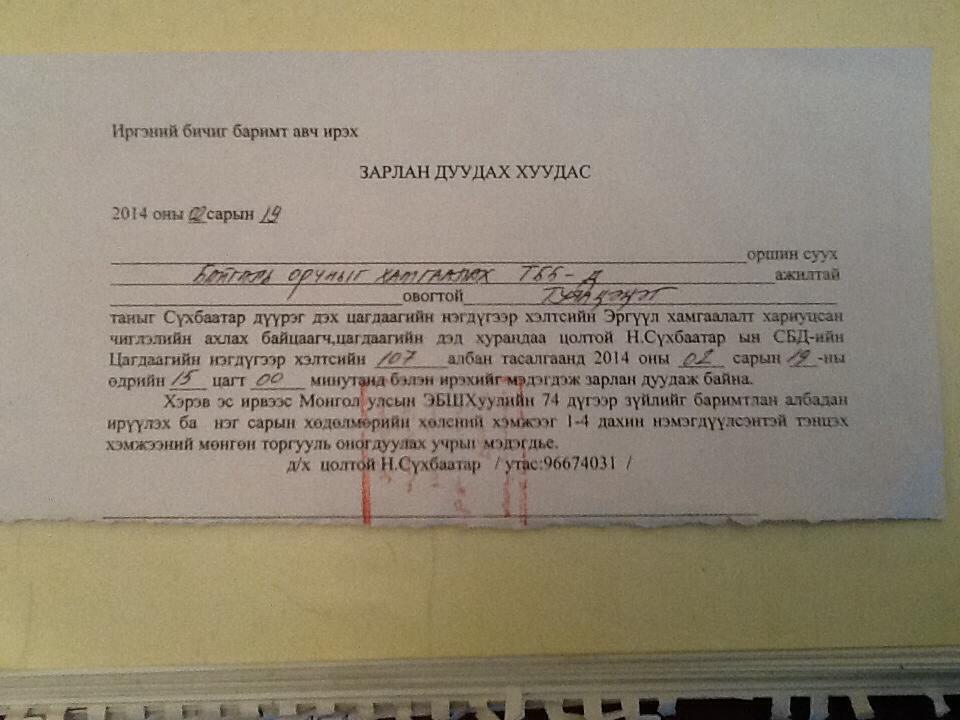 Иргэний бичиг баримт авч ирэх
ЗАРЛАН ДУУДАХ ХУУДАС
2014 оны 02 сарын 19
оршин суух
Байгаль орчныг хамгаалах ТББ-д ажилтай
овогтой Туяацэцэг
таныг Сүхбаатар дүүрэг дэх цагдаагийн нэгдүгээр хэлтсийн Эргүүл хамгаалалт хариуцсан
чиглэлийн ахлах байцаагч,цагдаагийн дэд хурандаа цолтой Н.Сүхбаатар ын СБД-ийн
Цагдаагийн нэгдүгээр хэлтсийн 107 албан тасалгаанд 2014 оны 02 сарын 19-ны
өдрийн 15 цагт 00 минутанд бэлэн ирэхийг мэдэгдэж зарлан дуудаж байна.
Хэрэв эс ирвээс Монгол улсын ЭБШХуулийн 74 дүгээр зүйлийг баримтлан албадан
ирүүлэх ба нэг сарын хөдөлмөрийн хөлсний хэмжээг 1-4 дахин нэмэгдүүлсэнтэй тэнцэх
хэмжээний мөнгөн торгууль оногдуулах учрыг мэдэгдье.
д/х цолтой Н.Сүхбаатар / утас:96674031 /